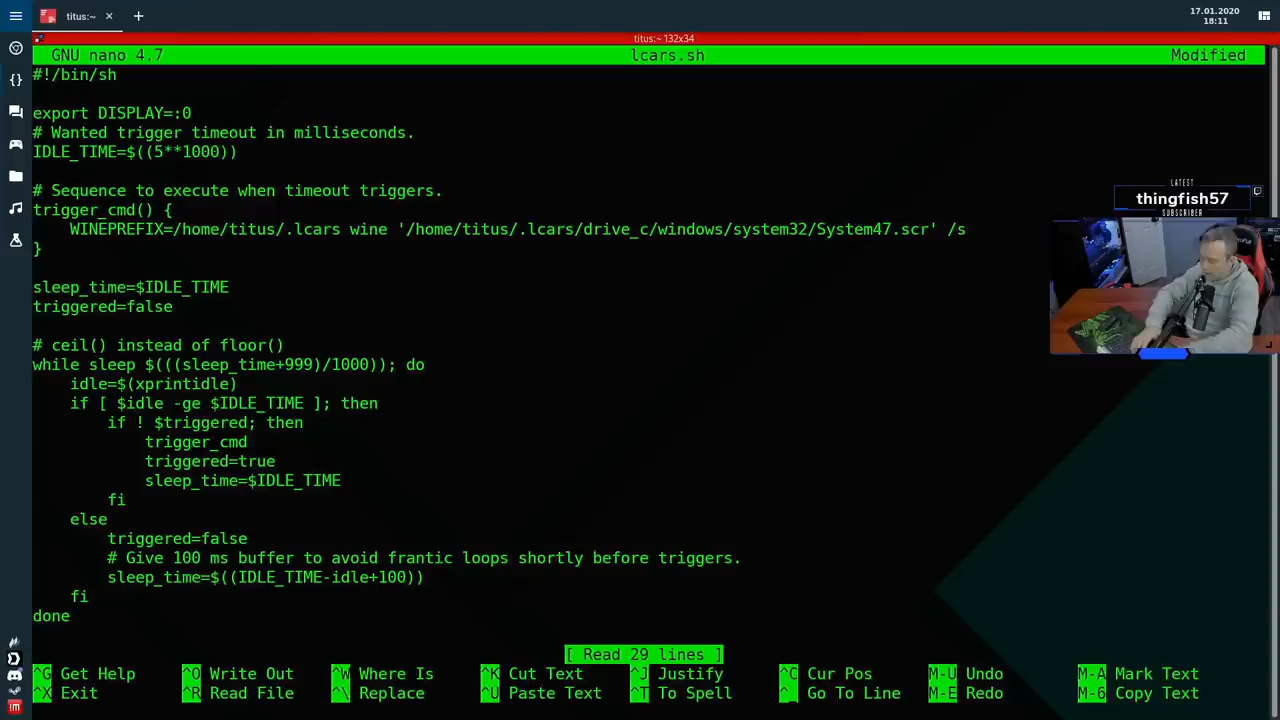 titus:~
17.01.2020
18:11
titus:~ 132x34
GNU nano 4.7 lcars.sh Modified
#!/bin/sh
export DISPLAY=:0
# Wanted trigger timeout in milliseconds.
IDLE_TIME=$((5**1000))
# Sequence to execute when timeout triggers.
trigger_cmd() {
WINEPREFIX=/home/titus/.lcars wine '/home/titus/.lcars/drive_c/windows/system32/System47.scr' /s
}
sleep_time=$IDLE_TIME
triggered=false
# ceil() instead of floor()
while sleep $(((sleep_time+999)/1000)); do
idle=$(xprintidle)
if [ $idle -ge $IDLE_TIME ]; then
if ! $triggered; then
trigger_cmd
triggered=true
sleep_time=$IDLE_TIME
fi
else
triggered=false
# Give 100 ms buffer to avoid frantic loops shortly before triggers.
sleep_time=$((IDLE_TIME-idle+100))
fi
done
LATEST
thingfish57
SUBSCRIBER
[ Read 29 lines ]
^G Get Help ^O Write Out ^W Where Is ^K Cut Text ^J Justify ^C Cur Pos M-U Undo M-A Mark Text
^X Exit ^R Read File ^\ Replace ^U Paste Text ^T To Spell ^_ Go To Line M-E Redo M-6 Copy Text